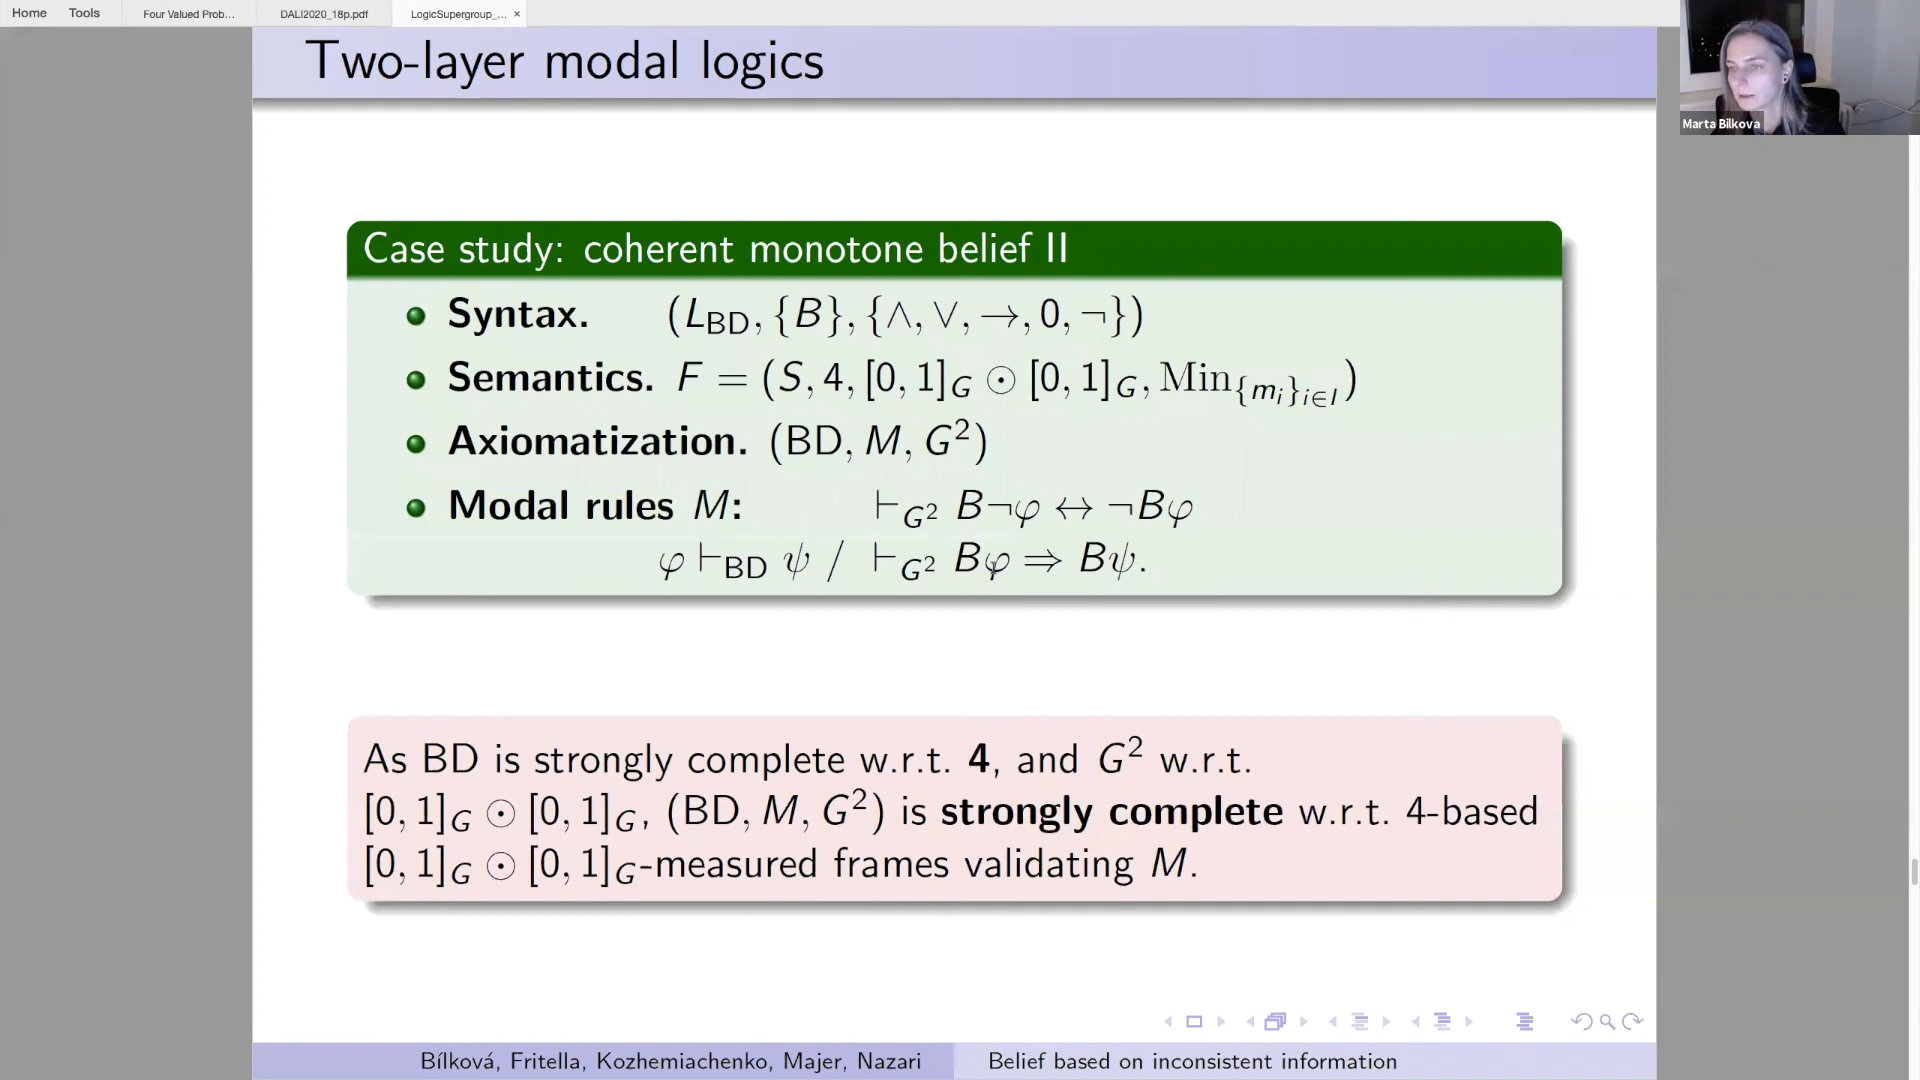 Home Tools Four Valued Prob... DALI2020_18p.pdf LogicSupergroup_... ×
Two-layer modal logics
Marta Bilkova
Case study: coherent monotone belief II
Syntax. (L_BD, {B}, {∧, ∨, →, 0, ¬})
Semantics. F = (S, 4, [0, 1]_G ⊙ [0, 1]_G, Min_{m_i}_{i∈I})
Axiomatization. (BD, M, G²)
Modal rules M: ⊢_G² B¬φ ↔ ¬Bφ
φ ⊢_BD ψ / ⊢_G² Bφ ⇒ Bψ.
As BD is strongly complete w.r.t. 4, and G² w.r.t.
[0, 1]_G ⊙ [0, 1]_G, (BD, M, G²) is strongly complete w.r.t. 4-based
[0, 1]_G ⊙ [0, 1]_G-measured frames validating M.
Bílková, Fritella, Kozhemiachenko, Majer, Nazari Belief based on inconsistent information